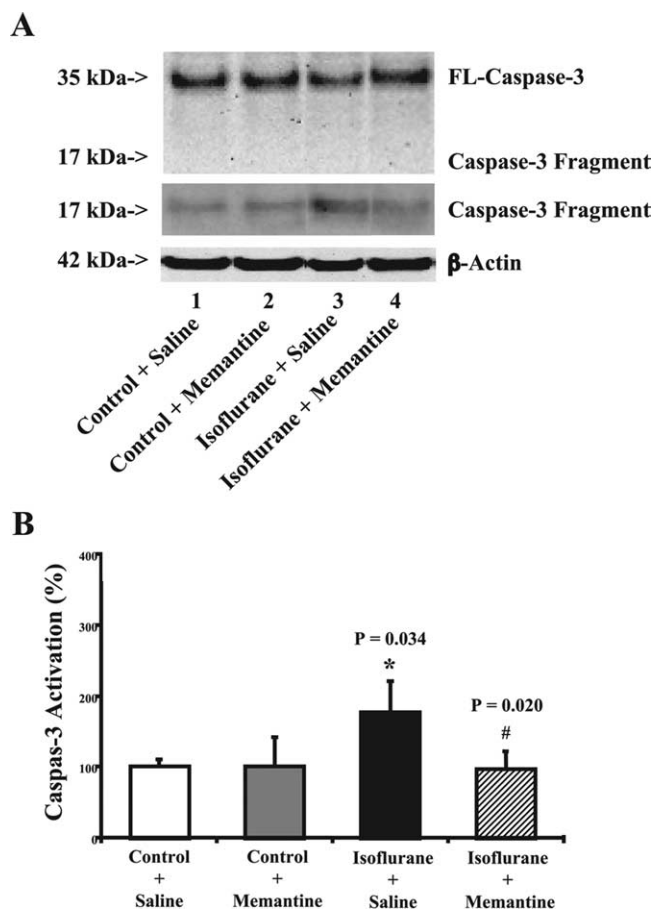 A
35 kDa-> FL-Caspase-3
17 kDa-> Caspase-3 Fragment
17 kDa-> Caspase-3 Fragment
42 kDa-> β-Actin
1 2 3 4
Control + Saline
Control + Memantine
Isoflurane + Saline
Isoflurane + Memantine
B
Caspas-3 Activation (%)
400
300
200
100
0
P = 0.034
*
P = 0.020
#
Control
+
Saline
Control
+
Memantine
Isoflurane
+
Saline
Isoflurane
+
Memantine